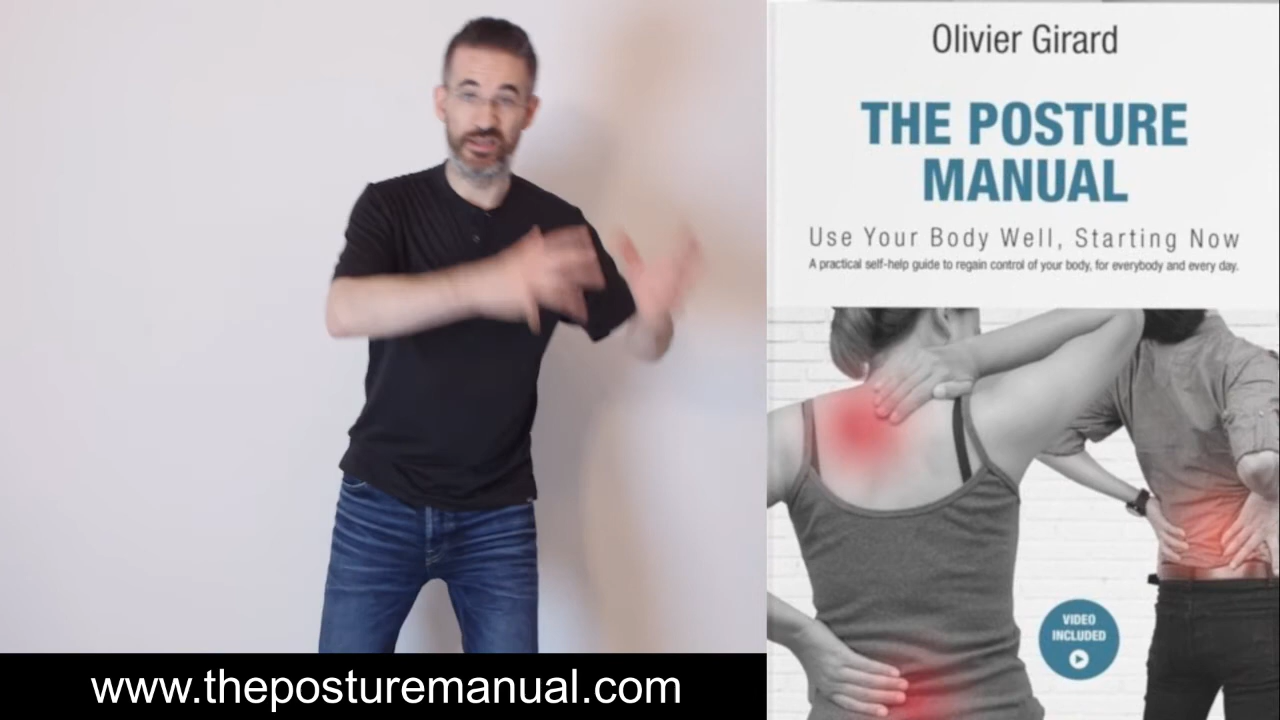 Olivier Girard
THE POSTURE
MANUAL
Use Your Body Well, Starting Now
A practical self-help guide to regain control of your body, for everybody and every day.
VIDEO
INCLUDED
www.theposturemanual.com